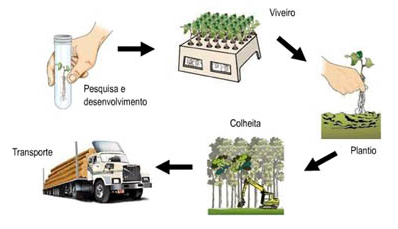 Viveiro
Pesquisa e
desenvolvimento
Plantio
Colheita
Transporte